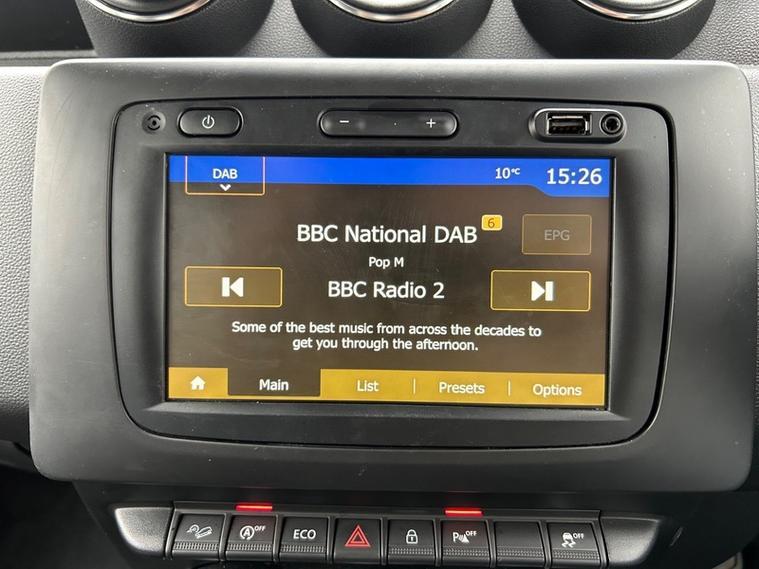 DAB
10°C
15:26
BBC National DAB
6
EPG
Pop M
BBC Radio 2
Some of the best music from across the decades to
get you through the afternoon.
Main
List
Presets
Options
OFF
ECO
OFF
OFF